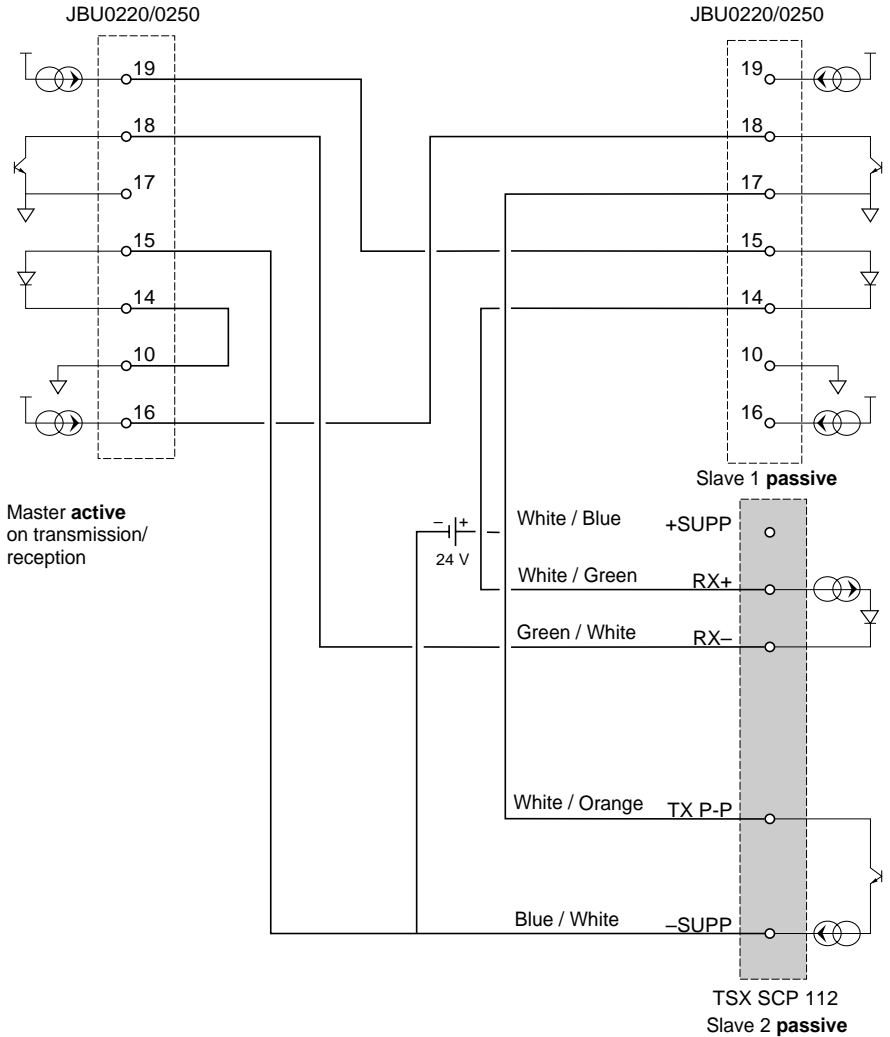 JBU0220/0250
JBU0220/0250
19
18
17
15
14
10
16
19
18
17
15
14
10
16
Slave 1 passive
Master active
on transmission/
reception
– +
24 V
White / Blue +SUPP
White / Green RX+
Green / White RX–
White / Orange TX P-P
Blue / White –SUPP
TSX SCP 112
Slave 2 passive